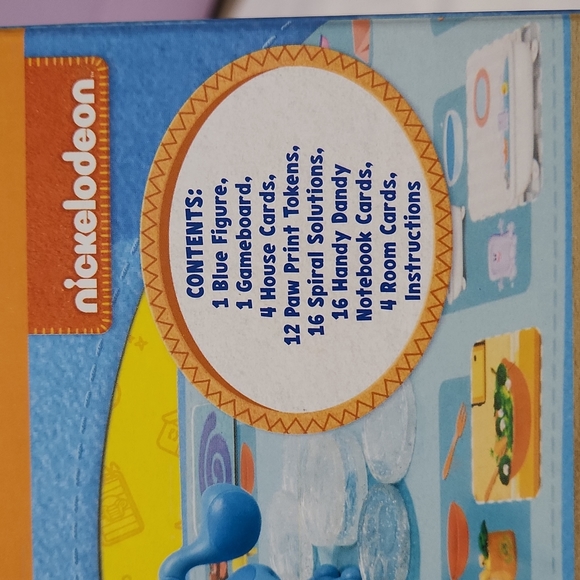 nickelodeon
CONTENTS:
1 Blue Figure,
1 Gameboard,
4 House Cards,
12 Paw Print Tokens,
16 Spiral Solutions,
16 Handy Dandy
Notebook Cards,
4 Room Cards,
Instructions